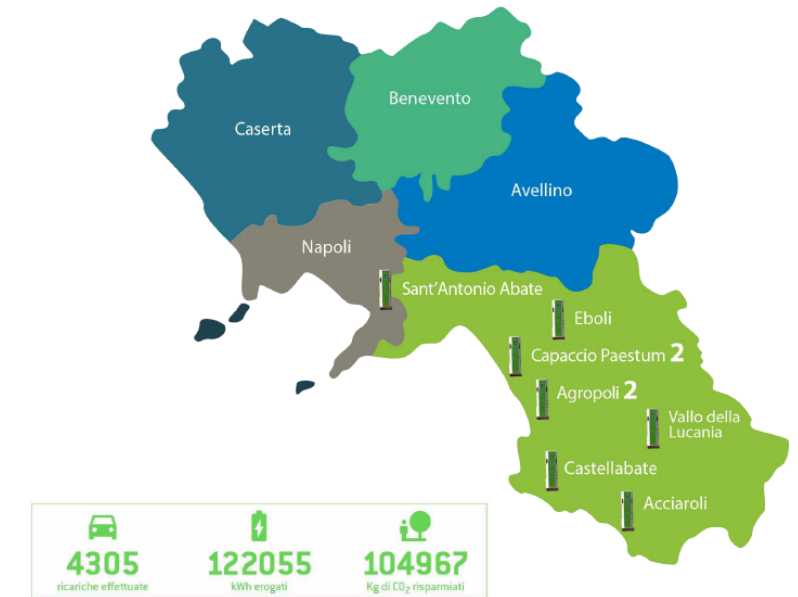 Benevento
Caserta
Avellino
Napoli
Sant'Antonio Abate
Eboli
Capaccio Paestum 2
Agropoli 2
Vallo della
Lucania
Castellabate
Acciaroli
4305 122055 104967
ricariche effettuate kWh erogati Kg di CO₂ risparmiati